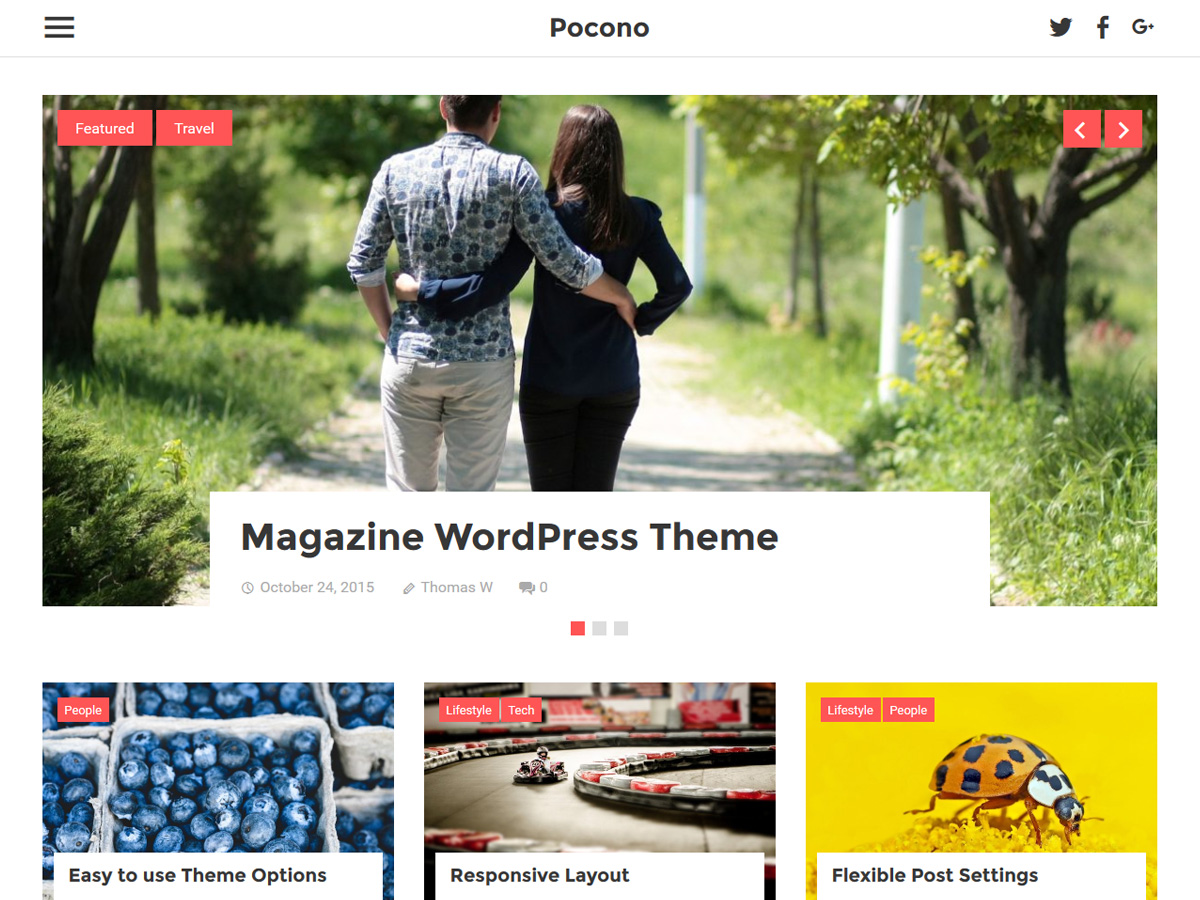 Pocono
Featured Travel
Magazine WordPress Theme
October 24, 2015 Thomas W 0
People
Lifestyle Tech
Lifestyle People
Easy to use Theme Options
Responsive Layout
Flexible Post Settings